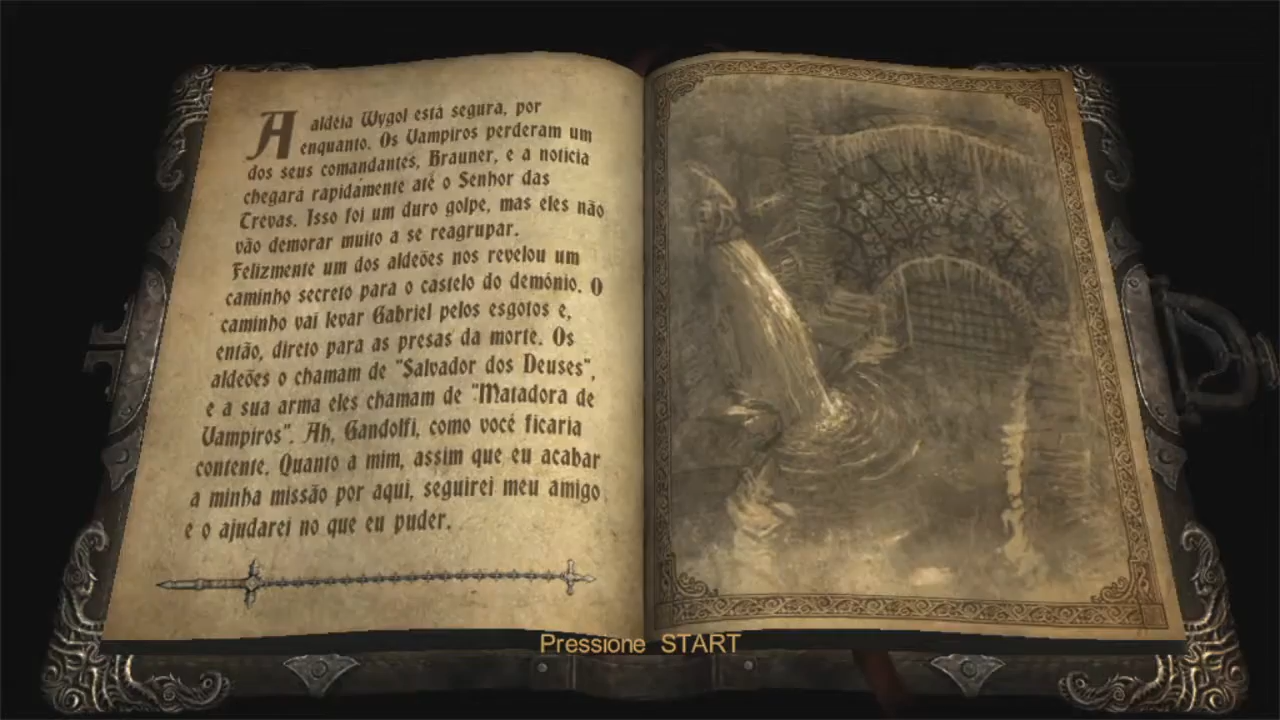 A aldeia Wygol está segura, por
enquanto. Os Vampiros perderam um
dos seus comandantes, Brauner, e a notícia
chegará rapidamente até o Senhor das
Trevas. Isso foi um duro golpe, mas eles não
vão demorar muito a se reagrupar.
Felizmente um dos aldeões nos revelou um
caminho secreto para o castelo do demônio. O
caminho vai levar Gabriel pelos esgotos e,
então, direto para as presas da morte. Os
aldeões o chamam de "Salvador dos Deuses",
e a sua arma eles chamam de "Matadora de
Vampiros". Ah, Gandolfi, como você ficaria
contente. Quanto a mim, assim que eu acabar
a minha missão por aqui, seguirei meu amigo
e o ajudarei no que eu puder.
Pressione START